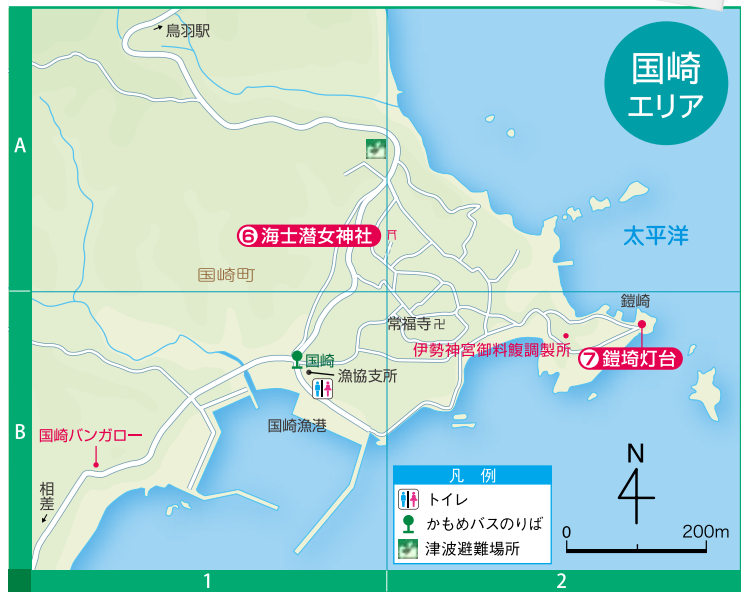 鳥羽駅
国崎
エリア
A
⑥海士潜女神社
太平洋
国崎町
鎧崎
常福寺卍
伊勢神宮御料鰒調製所
⑦鎧埼灯台
国崎
漁協支所
国崎漁港
B
国崎バンガロー
相差
凡 例
トイレ
かもめバスのりば
津波避難場所
N
0 200m
1 2